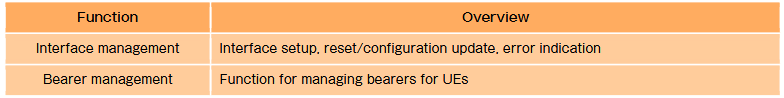 Function Overview
Interface management Interface setup, reset/configuration update, error indication
Bearer management Function for managing bearers for UEs